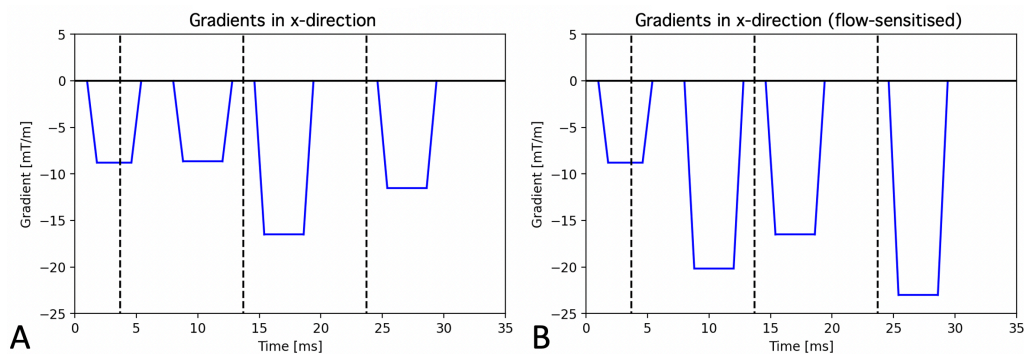 Gradients in x-direction
5
0
−5
−10
−15
−20
−25
Gradient [mT/m]
0 5 10 15 20 25 30 35
Time [ms]
A
Gradients in x-direction (flow-sensitised)
5
0
−5
−10
−15
−20
−25
Gradient [mT/m]
0 5 10 15 20 25 30 35
Time [ms]
B